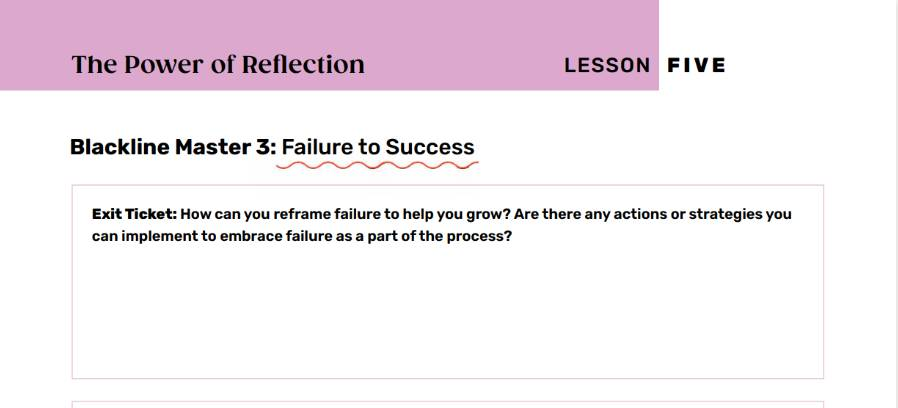 The Power of Reflection
LESSON FIVE
Blackline Master 3: Failure to Success
Exit Ticket: How can you reframe failure to help you grow? Are there any actions or strategies you
can implement to embrace failure as a part of the process?